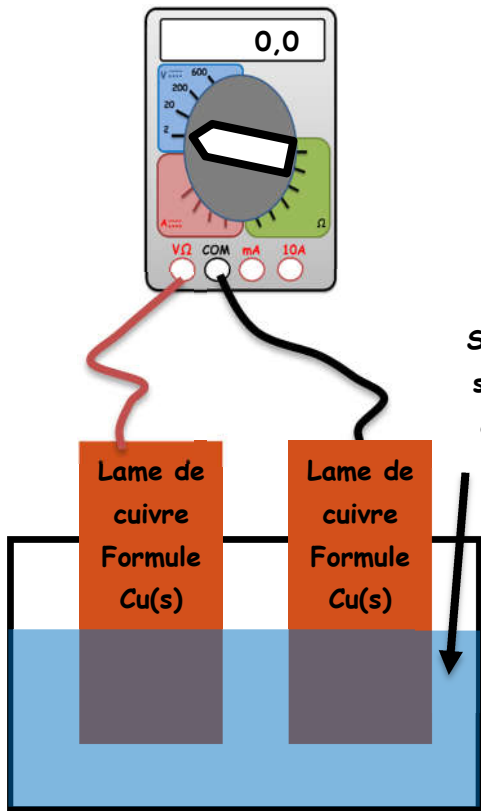 0,0
V
600
200
20
2
A
Ω
VΩ COM mA 10A
S
s
Lame de
cuivre
Formule
Cu(s)
Lame de
cuivre
Formule
Cu(s)